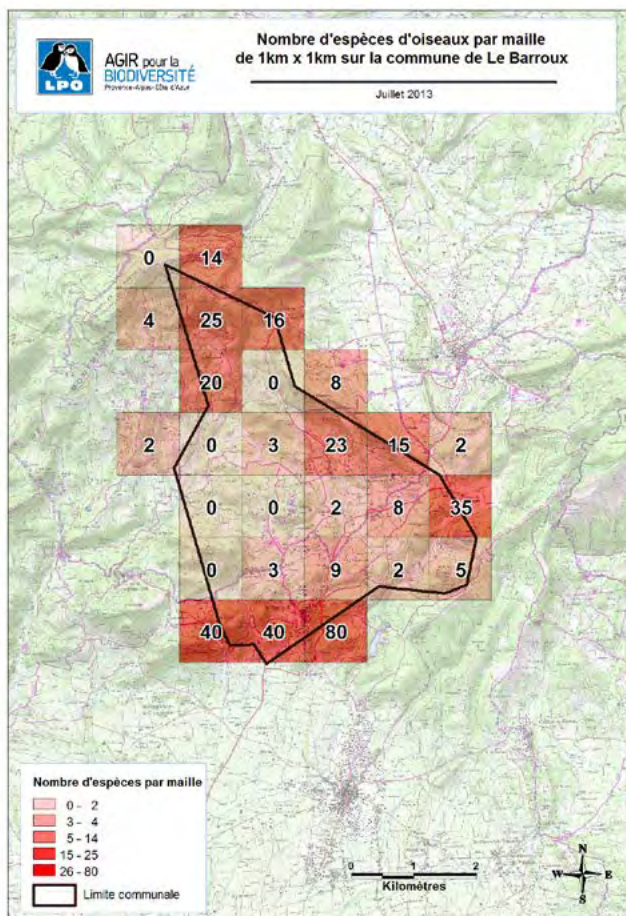 LPO
AGIR pour la
BIODIVERSITÉ
Provence-Alpes-Côte d'Azur
Nombre d'espèces d'oiseaux par maille
de 1km x 1km sur la commune de Le Barroux
Juillet 2013
0 14
4 25 16
20 0 8
2 0 3 23 15 2
0 0 2 8 35
0 3 9 2 5
40 40 80
Nombre d'espèces par maille
0 - 2
3 - 4
5 - 14
15 - 25
26 - 80
Limite communale
0 1 2
Kilomètres
N
W E
S